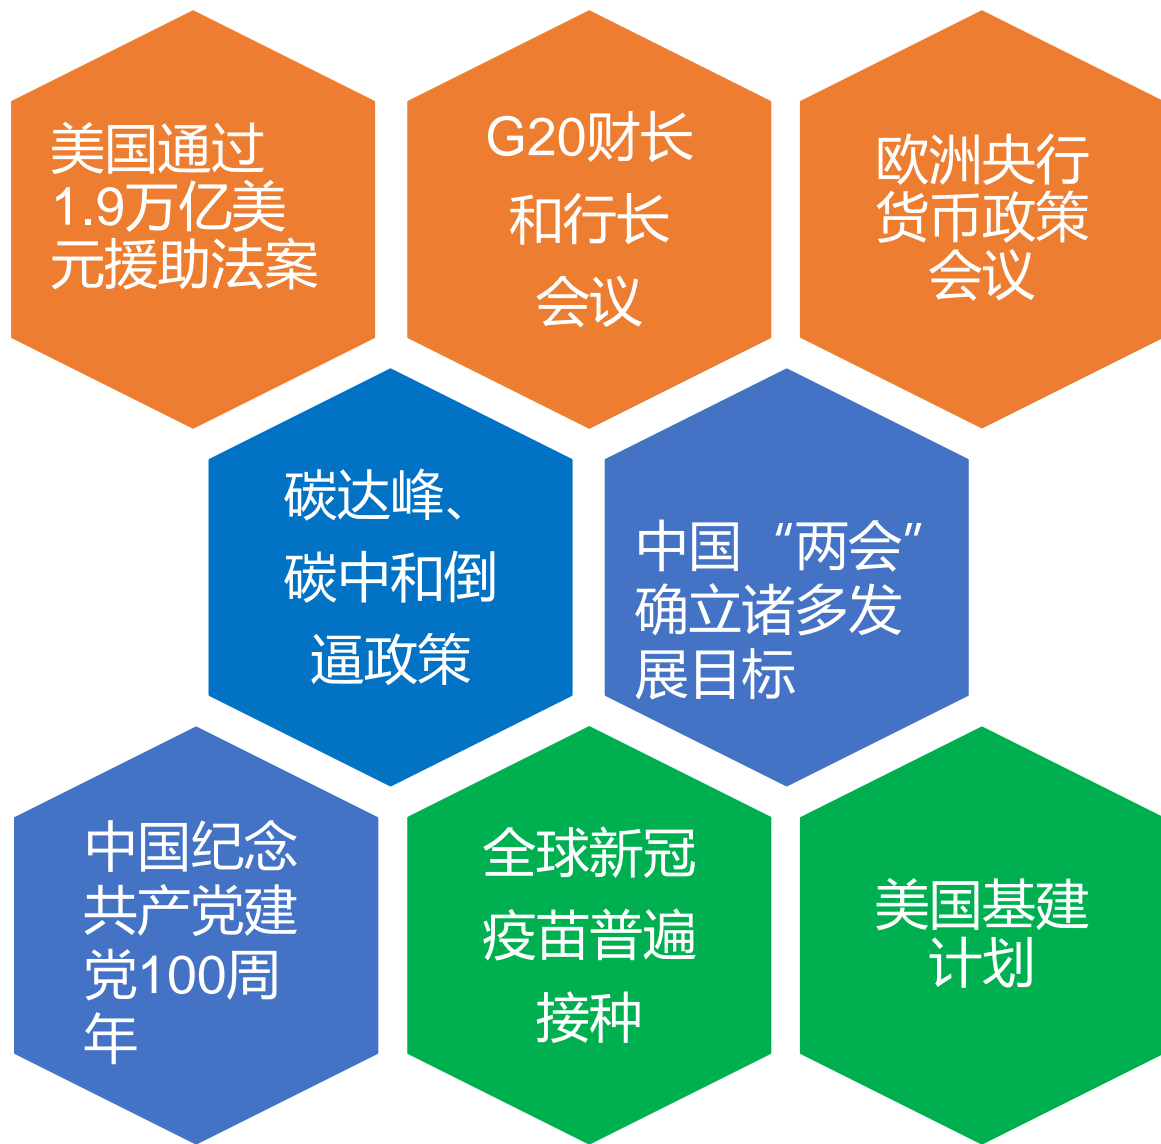 美国通过
1.9万亿美
元援助法案
G20财长
和行长
会议
欧洲央行
货币政策
会议
碳达峰、
碳中和倒
逼政策
中国“两会”
确立诸多发
展目标
中国纪念
共产党建
党100周
年
全球新冠
疫苗普遍
接种
美国基建
计划